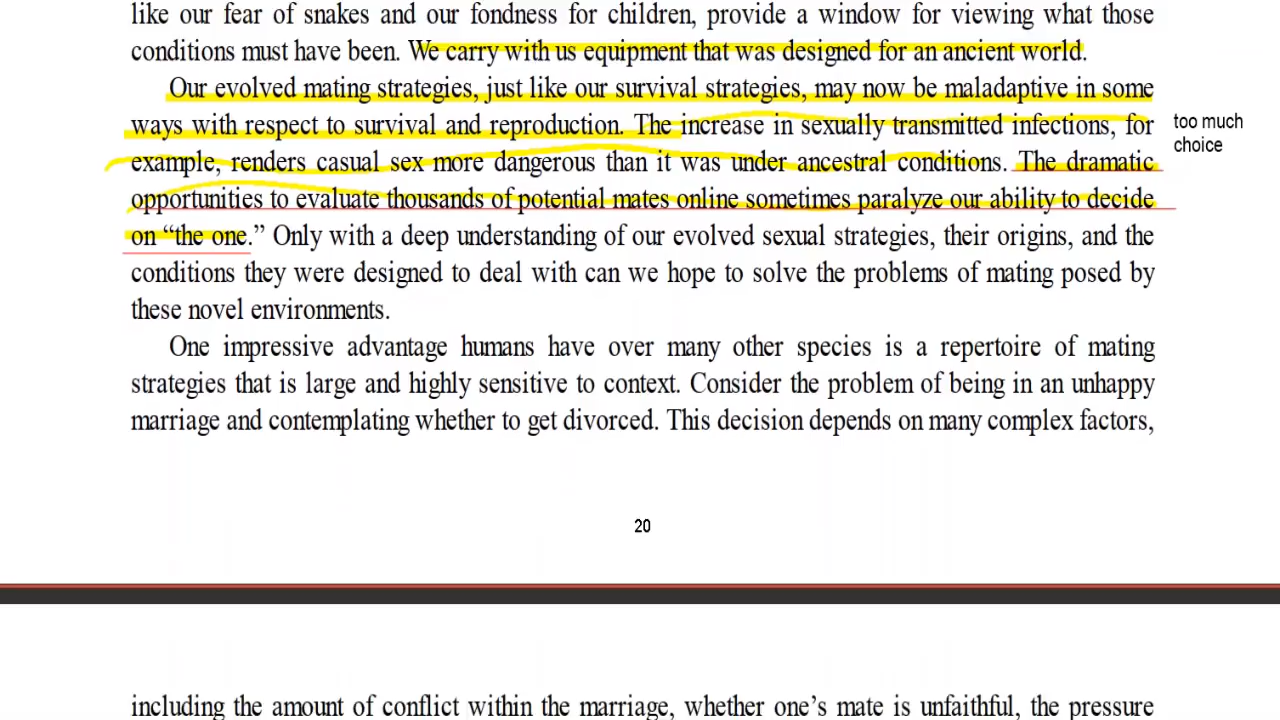 like our fear of snakes and our fondness for children, provide a window for viewing what those
conditions must have been. We carry with us equipment that was designed for an ancient world.
Our evolved mating strategies, just like our survival strategies, may now be maladaptive in some
ways with respect to survival and reproduction. The increase in sexually transmitted infections, for
example, renders casual sex more dangerous than it was under ancestral conditions. The dramatic
opportunities to evaluate thousands of potential mates online sometimes paralyze our ability to decide
on “the one.” Only with a deep understanding of our evolved sexual strategies, their origins, and the
conditions they were designed to deal with can we hope to solve the problems of mating posed by
these novel environments.
too much
choice
One impressive advantage humans have over many other species is a repertoire of mating
strategies that is large and highly sensitive to context. Consider the problem of being in an unhappy
marriage and contemplating whether to get divorced. This decision depends on many complex factors,
20
including the amount of conflict within the marriage, whether one’s mate is unfaithful, the pressure